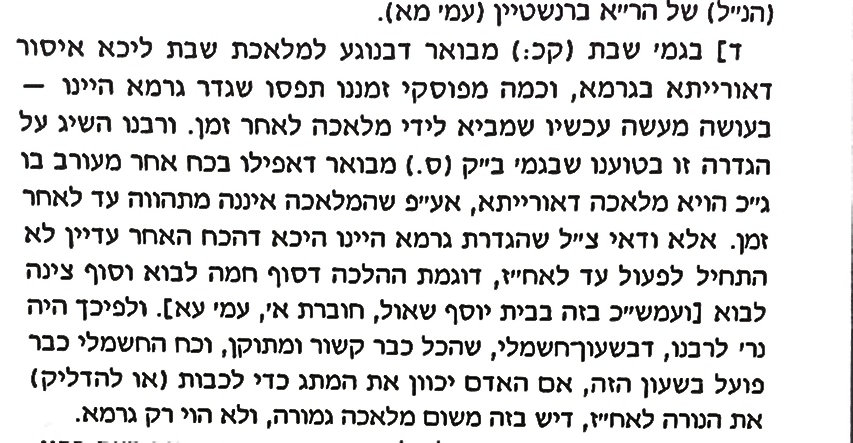 (הנ״ל) של הר״א ברנשטיין (עמ׳ מא).
ד] בגמ׳ שבת (קכ:) מבואר דבנוגע למלאכת שבת ליכא איסור
דאורייתא בגרמא, וכמה מפוסקי זמננו תפסו שגדר גרמא היינו —
בעושה מעשה עכשיו שמביא לידי מלאכה לאחר זמן. ורבנו השיג על
הגדרה זו בטוענו שבגמ׳ ב״ק (ס.) מבואר דאפילו בכח אחר מעורב בו
ג״כ הויא מלאכה דאורייתא, אע״פ שהמלאכה איננה מתהווה עד לאחר
זמן. אלא ודאי צ״ל שהגדרת גרמא היינו היכא דהכח האחר עדיין לא
התחיל לפעול עד לאח״ז, דוגמת ההלכה דסוף חמה לבוא וסוף צינה
לבוא [ועמש״כ בזה בבית יוסף שאול, חוברת א׳, עמ׳ עא]. ולפיכך היה
נר׳ לרבנו, דבשעון־חשמלי, שהכל כבר קשור ומתוקן, וכח החשמלי כבר
פועל בשעון הזה, אם האדם יכוון את המתג כדי לכבות (או להדליק)
את הנורה לאח״ז, דיש בזה משום מלאכה גמורה, ולא הוי רק גרמא.